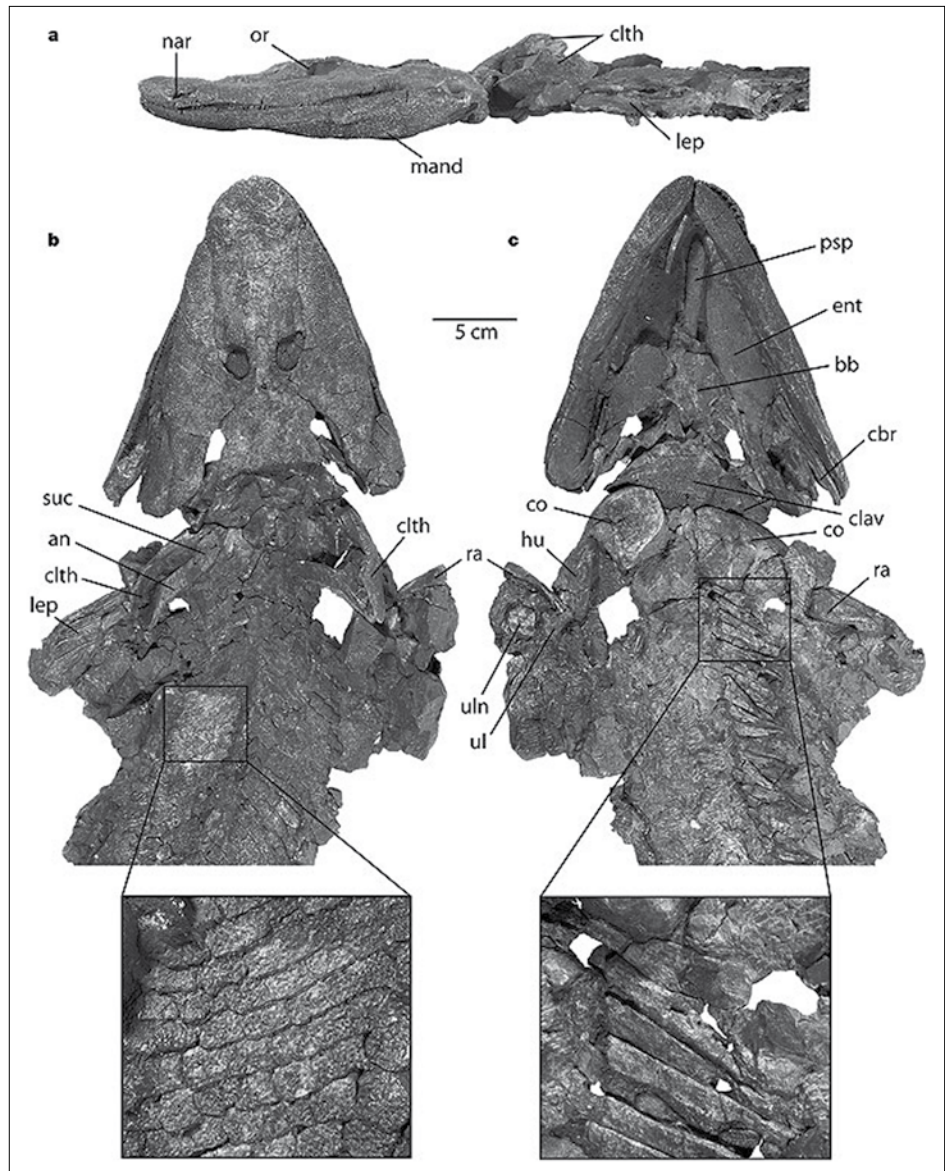 a
nar
or
clth
lep
mand
b
c
psp
5 cm
ent
bb
cbr
suc
an
clth
lep
clth
ra
co
hu
clav
co
ra
uln
ul